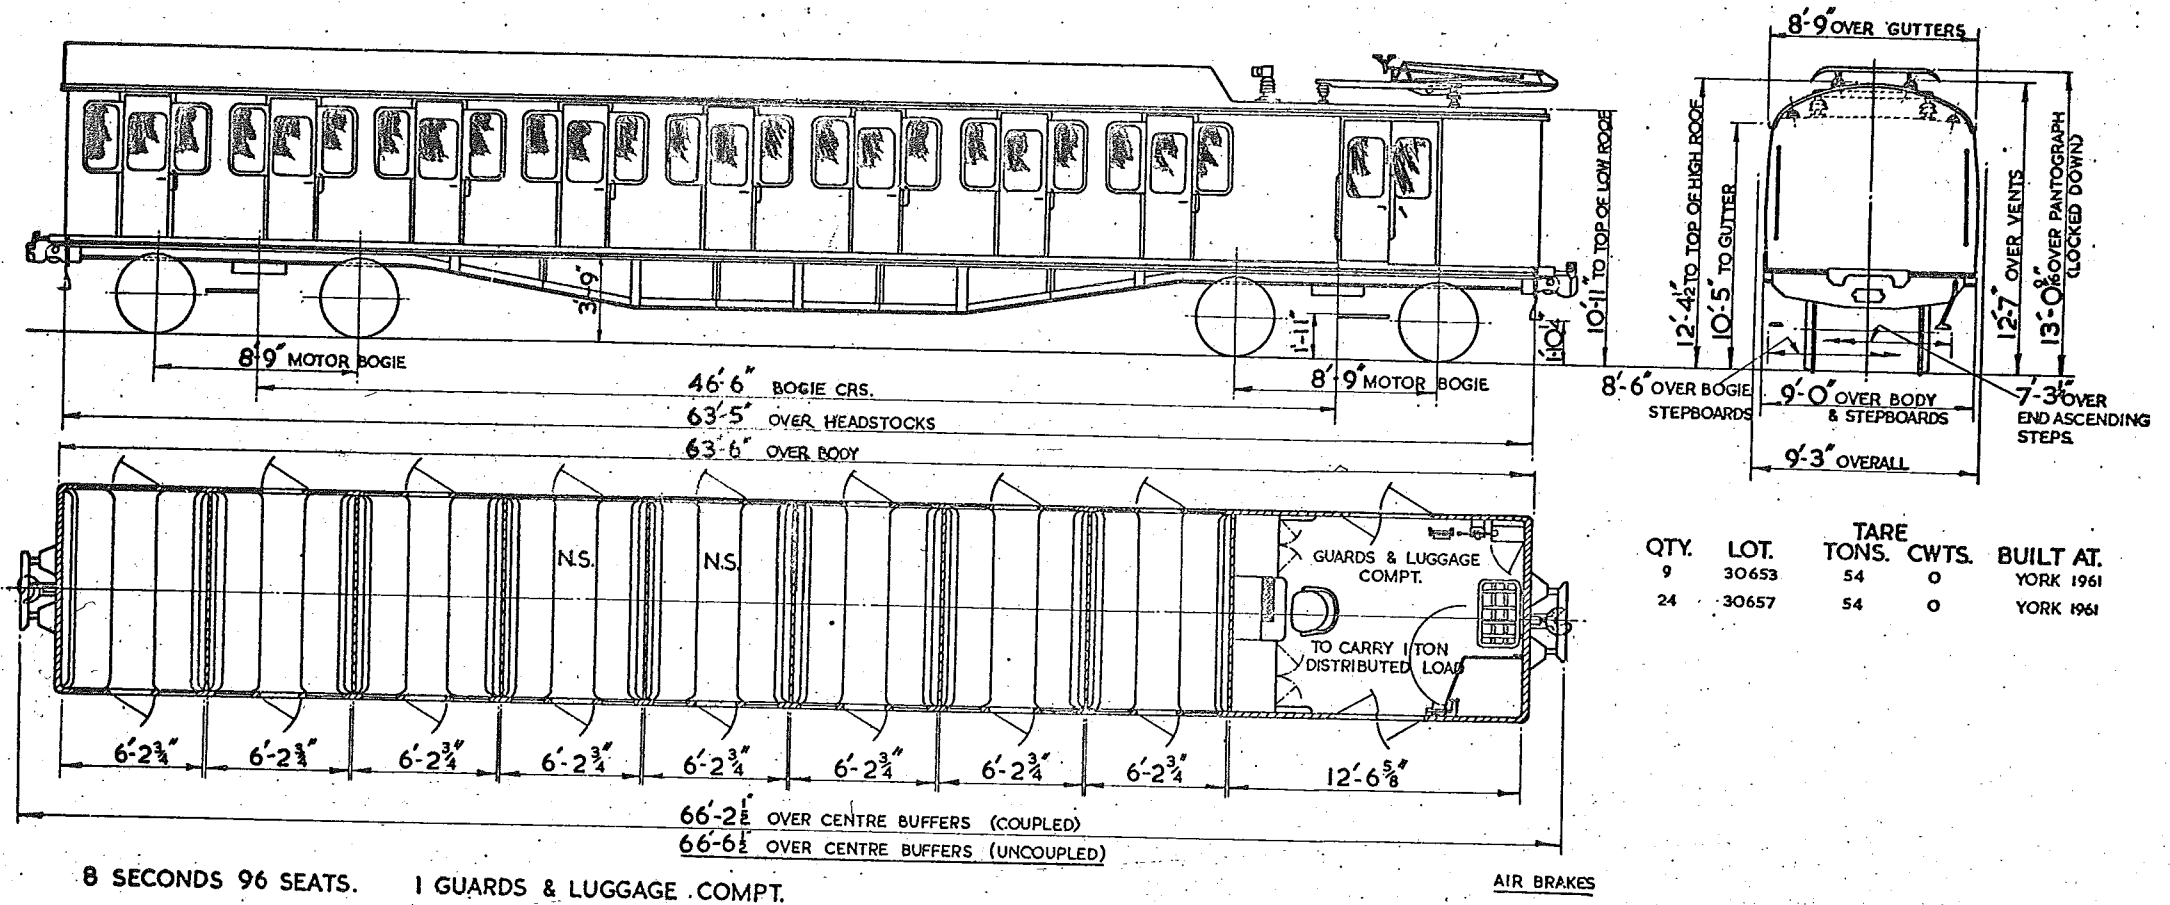 8'-9" OVER GUTTERS
3'-9"
1'-11"
1'-10¼"
10'-11" TO TOP OF LOW ROOF
12'-4½" TO TOP OF HIGH ROOF
10'-5" TO GUTTER
12'-7" OVER VENTS
(LOCKED DOWN)
8'-9" MOTOR BOGIE
46'-6" BOGIE CRS.
8'-9" MOTOR BOGIE
63'-5" OVER HEADSTOCKS
63'-6" OVER BODY
8'-6" OVER BOGIE
STEPBOARDS
9'-0" OVER BODY
& STEPBOARDS
7'-3½" OVER
END ASCENDING
STEPS.
9'-3" OVERALL
N.S.
N.S.
GUARDS & LUGGAGE
COMPT.
TO CARRY 1 TON
DISTRIBUTED LOAD
TARE
QTY. LOT. TONS. CWTS. BUILT AT.
9 30653 54 0 YORK 1961
24 30657 54 0 YORK 1961
6'-2¾" 6'-2¾" 6'-2¾" 6'-2¾" 6'-2¾" 6'-2¾" 6'-2¾" 6'-2¾" 12'-6⅝"
66'-2½" OVER CENTRE BUFFERS (COUPLED)
66'-6½" OVER CENTRE BUFFERS (UNCOUPLED)
8 SECONDS 96 SEATS. 1 GUARDS & LUGGAGE COMPT.
AIR BRAKES